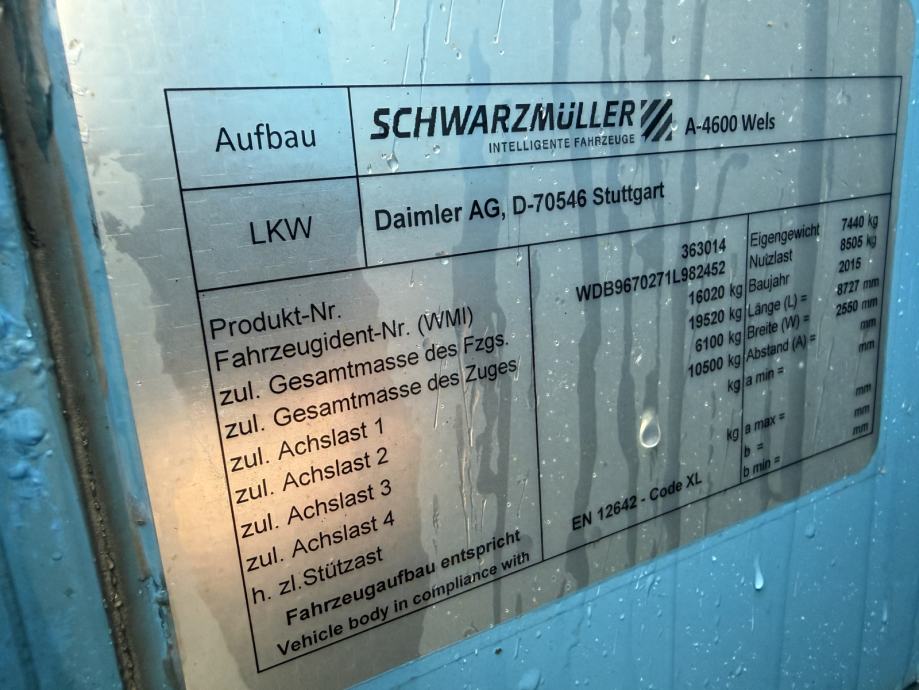 Aufbau
SCHWARZMÜLLER
INTELLIGENTE FAHRZEUGE
A-4600 Wels
LKW
Daimler AG, D-70546 Stuttgart
Produkt-Nr. 363014
Fahrzeugident-Nr. (WMI) WDB9670271L982452
zul. Gesamtmasse des Fzgs. 16020 kg
zul. Gesamtmasse des Zuges 19520 kg
zul. Achslast 1 6100 kg
zul. Achslast 2 10500 kg
zul. Achslast 3 kg
zul. Achslast 4
h. zl.Stützast kg
Fahrzeugaufbau entspricht
Vehicle body in compliance with
EN 12642 - Code XL
Eigengewicht 7440 kg
Nutzlast 8505 kg
Baujahr 2015
Länge (L) = 8727 mm
Breite (W) = 2550 mm
Abstand (A) = mm
a min = mm
a max = mm
b = mm
b min = mm